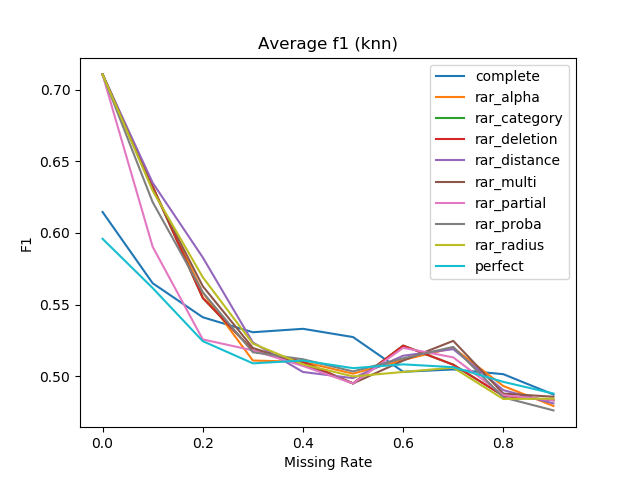 Average f1 (knn)
F1
0.70
0.65
0.60
0.55
0.50
0.0
0.2
0.4
0.6
0.8
Missing Rate
complete
rar_alpha
rar_category
rar_deletion
rar_distance
rar_multi
rar_partial
rar_proba
rar_radius
perfect